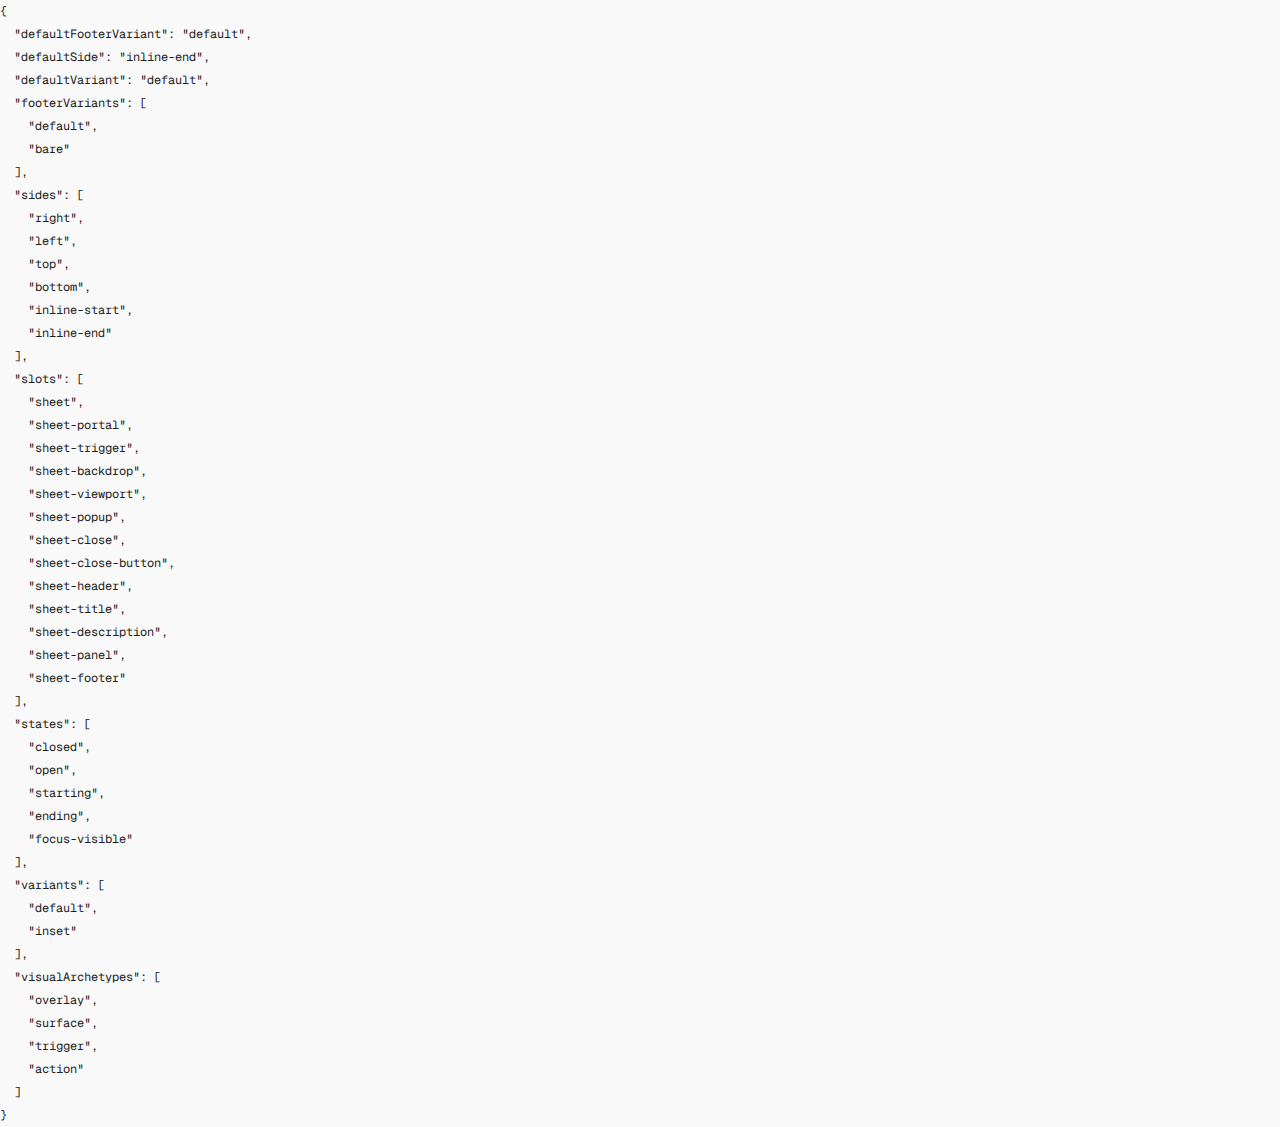 {
  "defaultFooterVariant": "default",
  "defaultSide": "inline-end",
  "defaultVariant": "default",
  "footerVariants": [
    "default",
    "bare"
  ],
  "sides": [
    "right",
    "left",
    "top",
    "bottom",
    "inline-start",
    "inline-end"
  ],
  "slots": [
    "sheet",
    "sheet-portal",
    "sheet-trigger",
    "sheet-backdrop",
    "sheet-viewport",
    "sheet-popup",
    "sheet-close",
    "sheet-close-button",
    "sheet-header",
    "sheet-title",
    "sheet-description",
    "sheet-panel",
    "sheet-footer"
  ],
  "states": [
    "closed",
    "open",
    "starting",
    "ending",
    "focus-visible"
  ],
  "variants": [
    "default",
    "inset"
  ],
  "visualArchetypes": [
    "overlay",
    "surface",
    "trigger",
    "action"
  ]
}